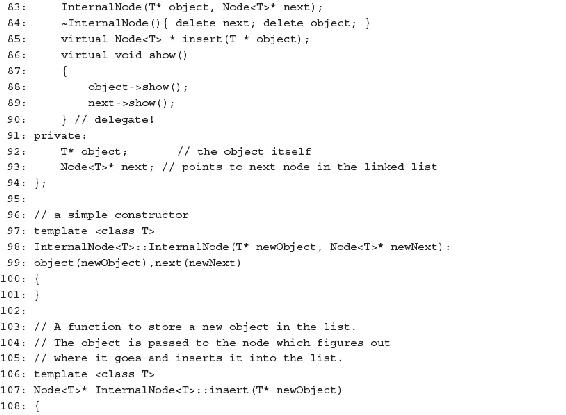 83:     InternalNode(T* object, Node<T>* next);
84:     ~InternalNode(){ delete next; delete object; }
85:     virtual Node<T> * insert(T * object);
86:     virtual void show()
87:     {
88:         object->show();
89:         next->show();
90:     } // delegate!
91: private:
92:     T* object;       // the object itself
93:     Node<T>* next; // points to next node in the linked list
94: };
95:
96: // a simple constructor
97: template <class T>
98: InternalNode<T>::InternalNode(T* newObject, Node<T>* newNext):
99: object(newObject),next(newNext)
100: {
101: }
102:
103: // A function to store a new object in the list.
104: // The object is passed to the node which figures out
105: // where it goes and inserts it into the list.
106: template <class T>
107: Node<T>* InternalNode<T>::insert(T* newObject)
108: {